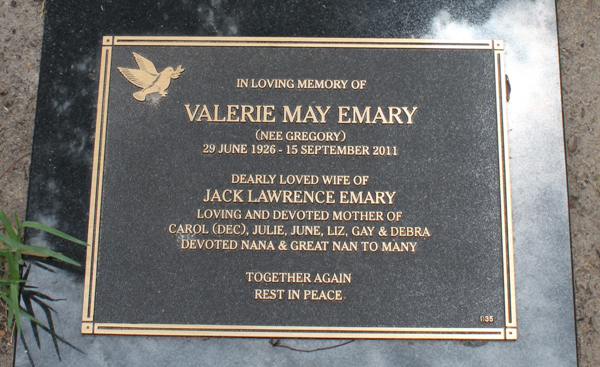 IN LOVING MEMORY OF
VALERIE MAY EMARY
(NEE GREGORY)
29 JUNE 1926 - 15 SEPTEMBER 2011
DEARLY LOVED WIFE OF
JACK LAWRENCE EMARY
LOVING AND DEVOTED MOTHER OF
CAROL (DEC), JULIE, JUNE, LIZ, GAY & DEBRA
DEVOTED NANA & GREAT NAN TO MANY
TOGETHER AGAIN
REST IN PEACE